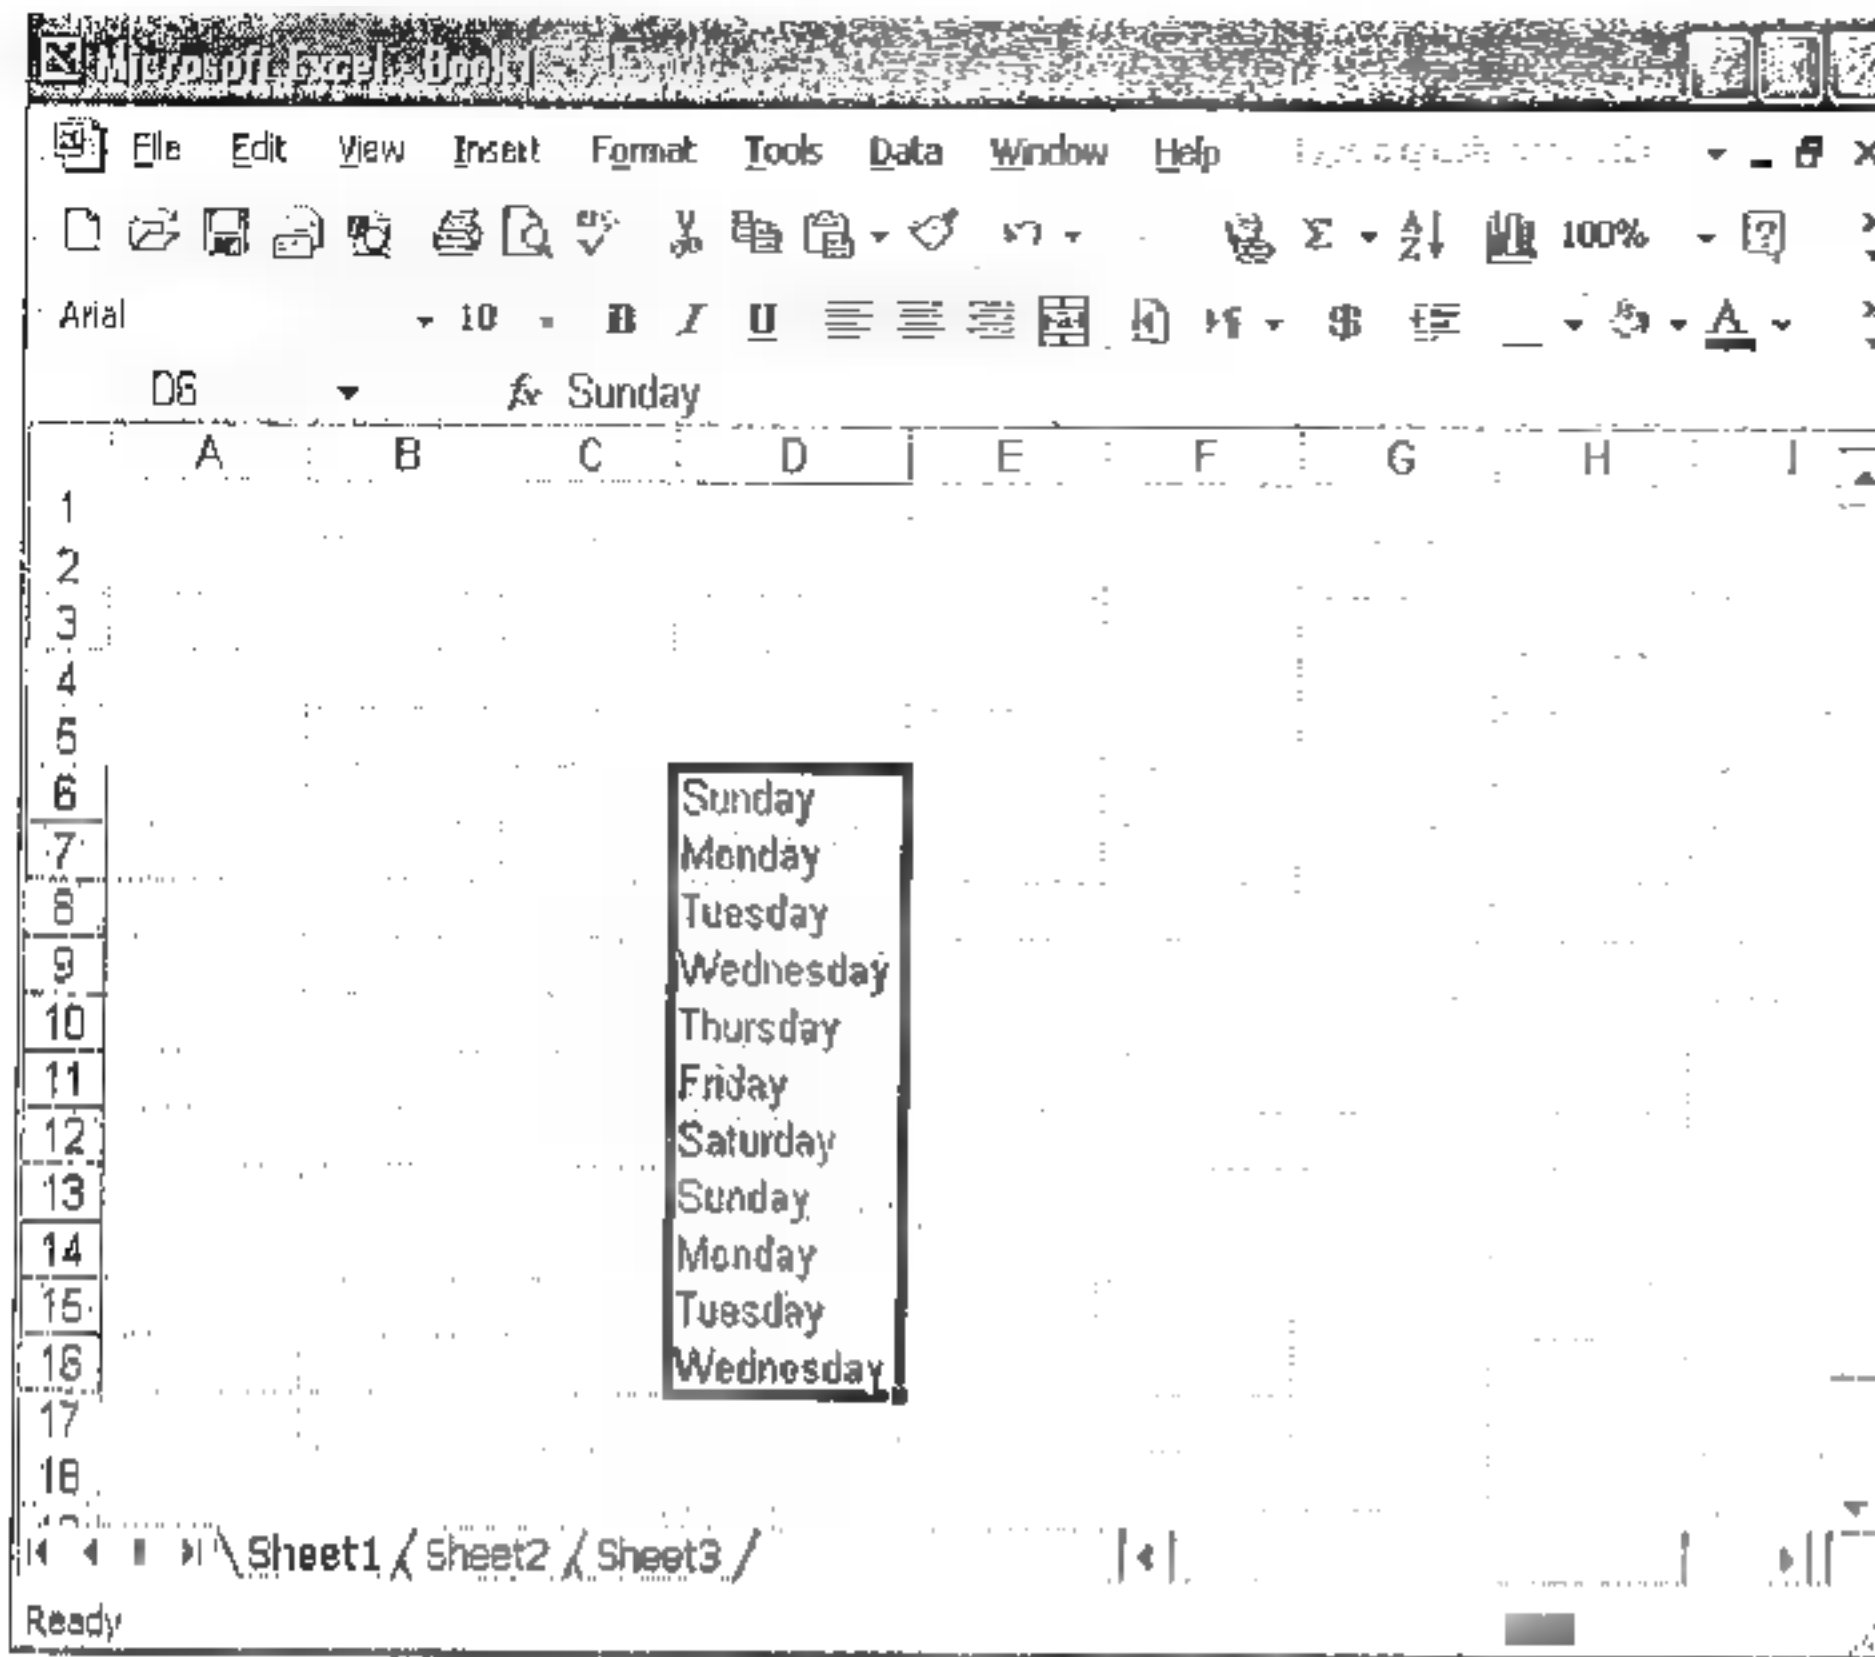 Microsoft Excel - Book1
File Edit View Insert Format Tools Data Window Help
100%
Arial 10 B I U $ A
D6 fx Sunday
A B C D E F G H I
1
2
3
4
5
6 Sunday
7 Monday
8 Tuesday
9 Wednesday
10 Thursday
11 Friday
12 Saturday
13 Sunday
14 Monday
15 Tuesday
16 Wednesday
17
18
Sheet1 Sheet2 Sheet3
Ready